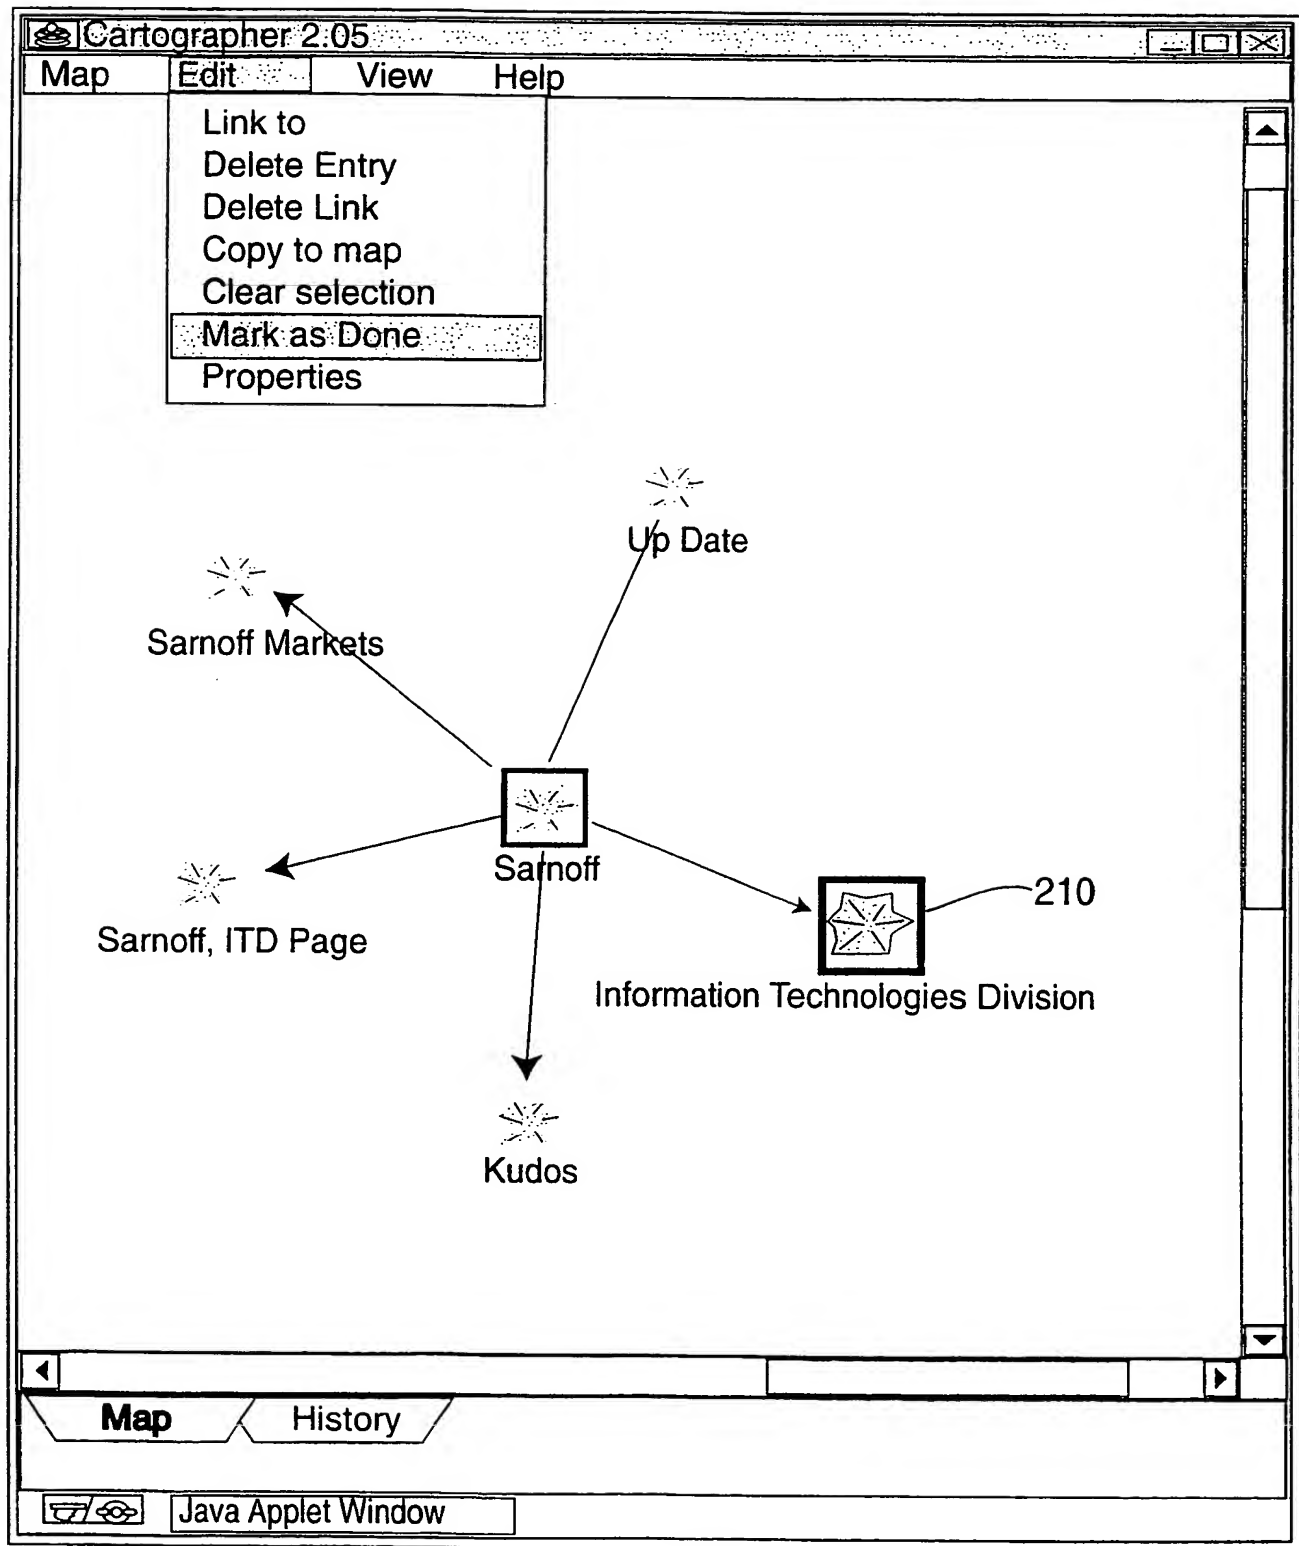 Cartographer 2.05
Map Edit View Help
Link to
Delete Entry
Delete Link
Copy to map
Clear selection
Mark as Done
Properties
Up Date
Sarnoff Markets
Sarnoff
210
Sarnoff, ITD Page
Information Technologies Division
Kudos
Map History
Java Applet Window